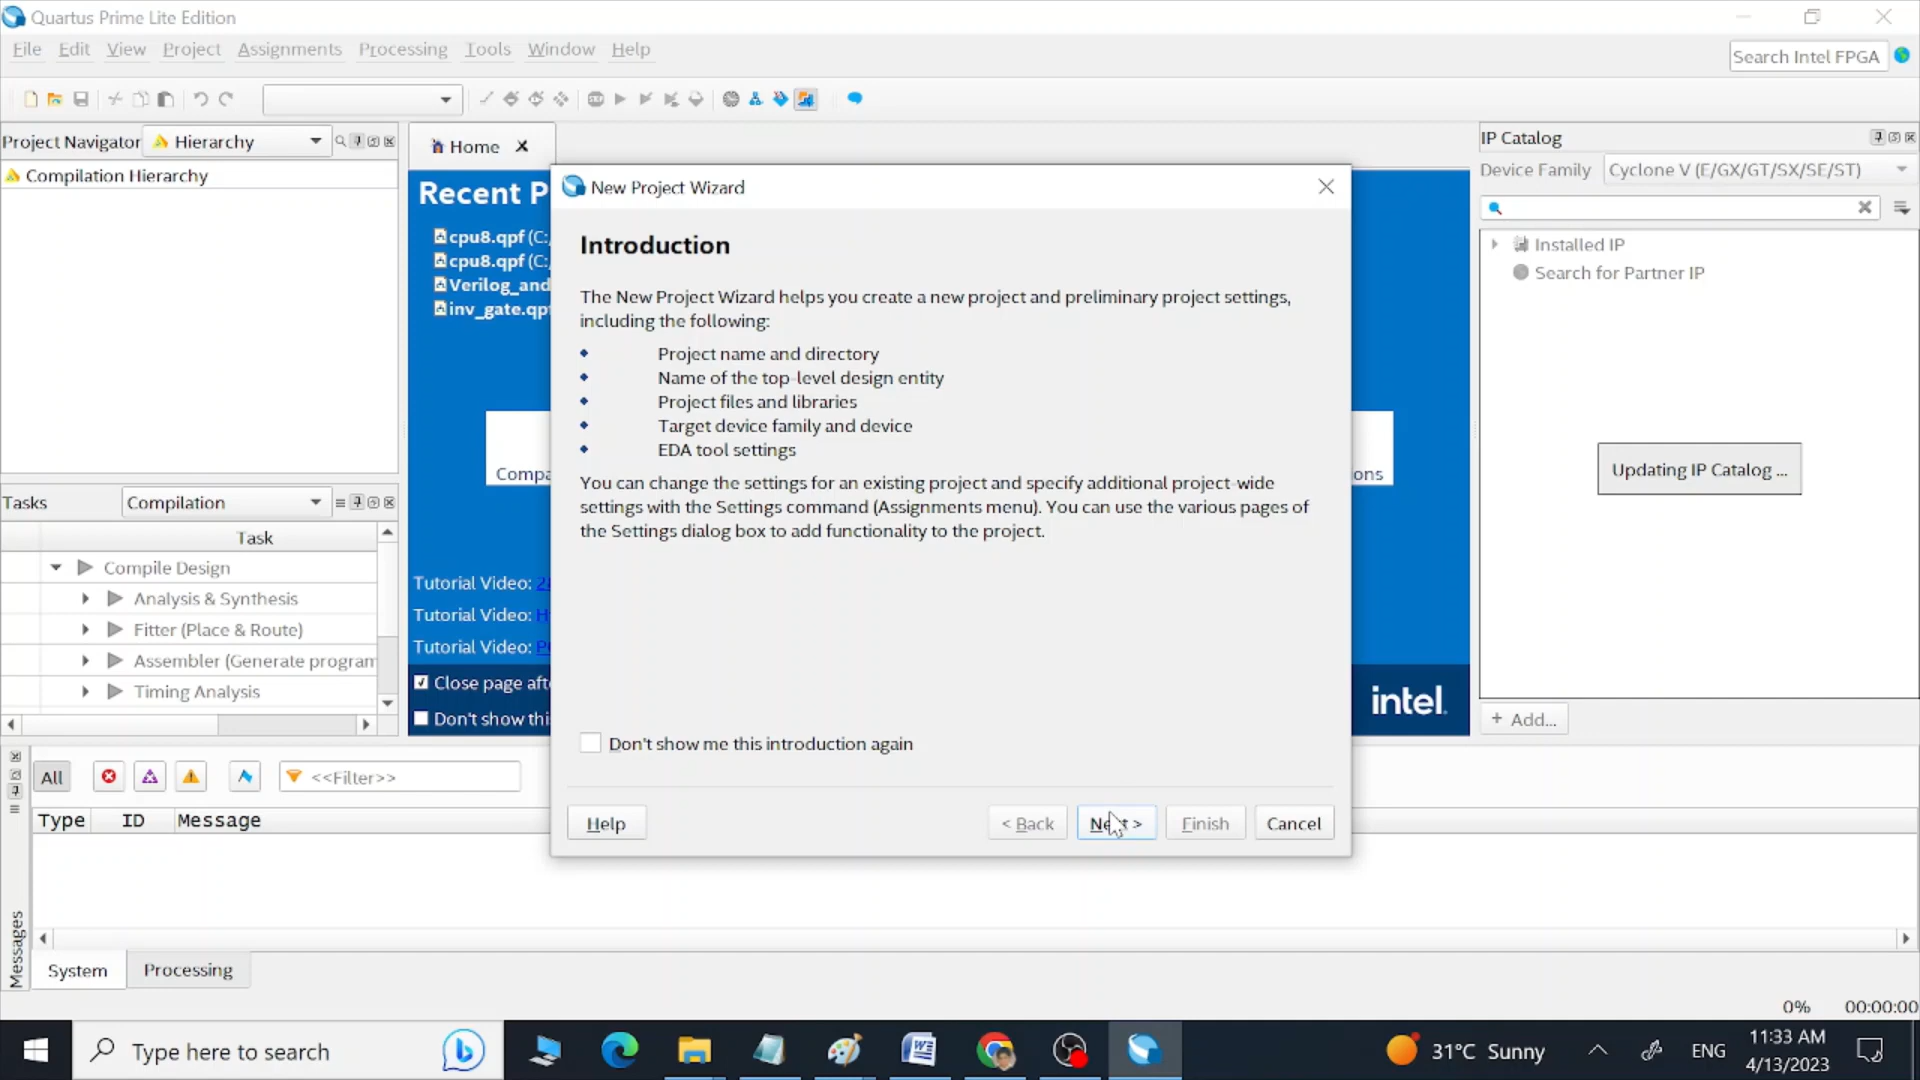 Quartus Prime Lite Edition
File Edit View Project Assignments Processing Tools Window Help
Search Intel FPGA
Project Navigator Hierarchy
Compilation Hierarchy
Home
Recent P
cpu8.qpf (C:
cpu8.qpf (C:
Verilog_and
inv_gate.qpf
Compa
ons
Tutorial Video:
Tutorial Video:
Tutorial Video:
Close page aft
Don't show thi
intel.
New Project Wizard
Introduction
The New Project Wizard helps you create a new project and preliminary project settings,
including the following:
Project name and directory
Name of the top-level design entity
Project files and libraries
Target device family and device
EDA tool settings
You can change the settings for an existing project and specify additional project-wide
settings with the Settings command (Assignments menu). You can use the various pages of
the Settings dialog box to add functionality to the project.
Don't show me this introduction again
Help < Back Next > Finish Cancel
IP Catalog
Device Family Cyclone V (E/GX/GT/SX/SE/ST)
Installed IP
Search for Partner IP
Updating IP Catalog ...
+ Add...
Tasks Compilation
Task
Compile Design
Analysis & Synthesis
Fitter (Place & Route)
Assembler (Generate program
Timing Analysis
All <<Filter>>
Type ID Message
Messages
System Processing
0% 00:00:00
Type here to search
31°C Sunny
ENG
11:33 AM
4/13/2023